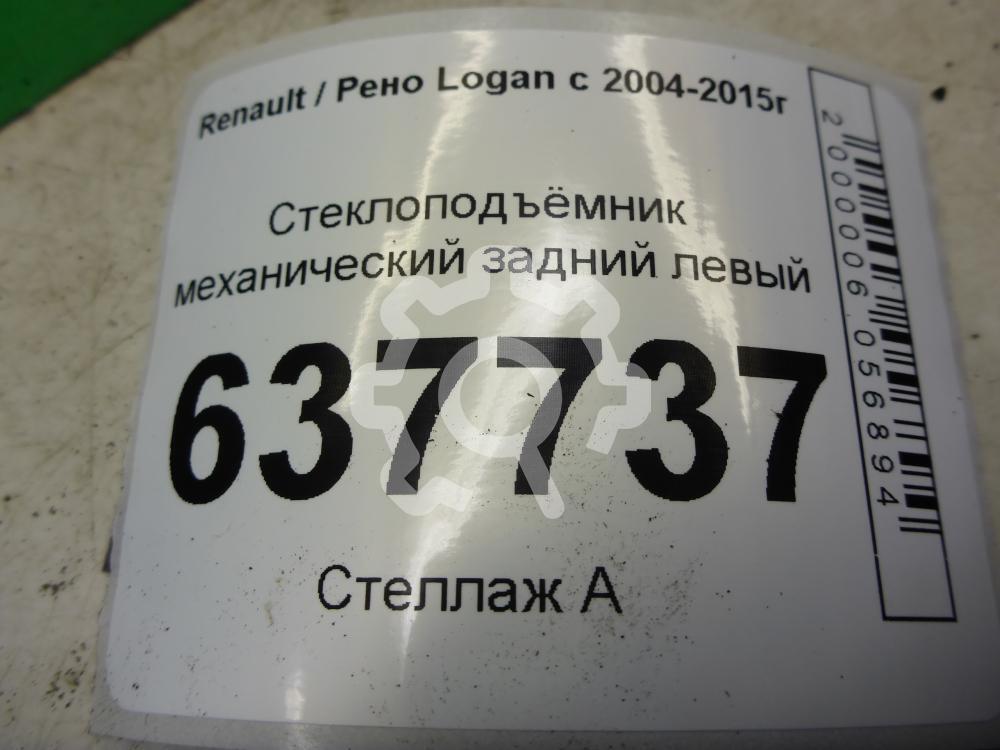 Renault / Рено Logan с 2004-2015г
Стеклоподъёмник
механический задний левый
637737
Стеллаж А
2000006056894